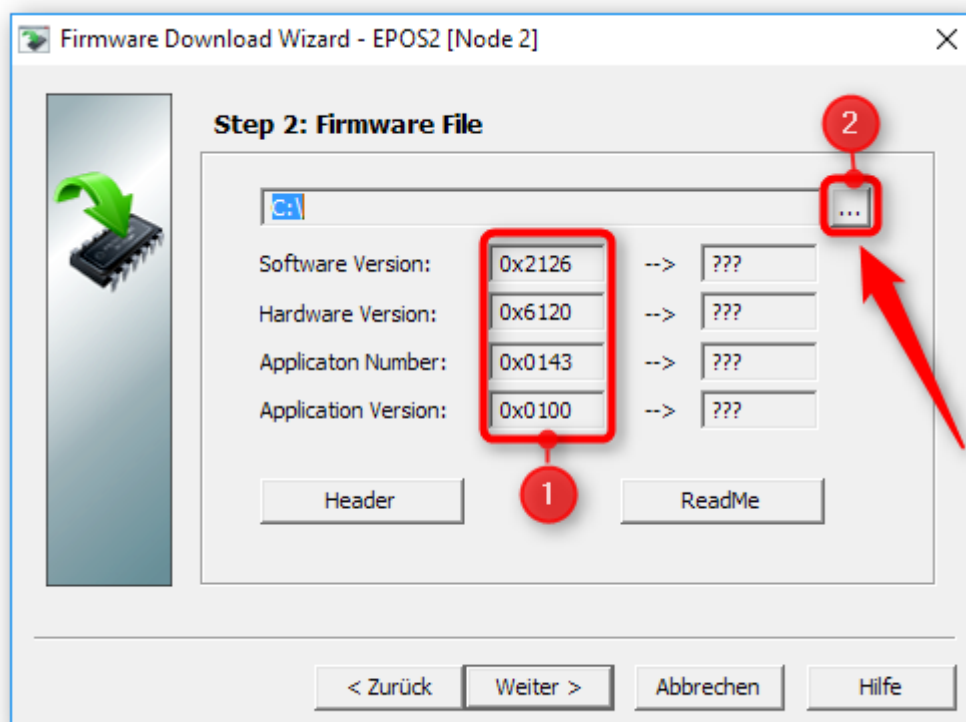 Firmware Download Wizard - EPOS2 [Node 2]
Step 2: Firmware File
2
C:\
...
Software Version: 0x2126 --> ???
Hardware Version: 0x6120 --> ???
Applicaton Number: 0x0143 --> ???
Application Version: 0x0100 --> ???
1
Header ReadMe
< Zurück Weiter > Abbrechen Hilfe